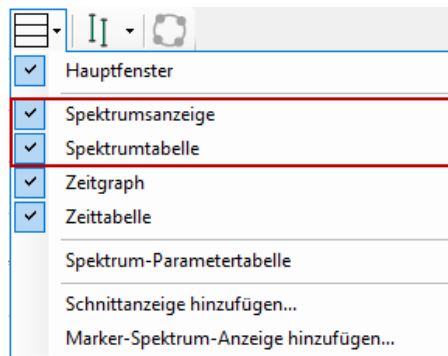 Hauptfenster
Spektrumsanzeige
Spektrumtabelle
Zeitgraph
Zeittabelle
Spektrum-Parametertabelle
Schnittanzeige hinzufügen...
Marker-Spektrum-Anzeige hinzufügen...